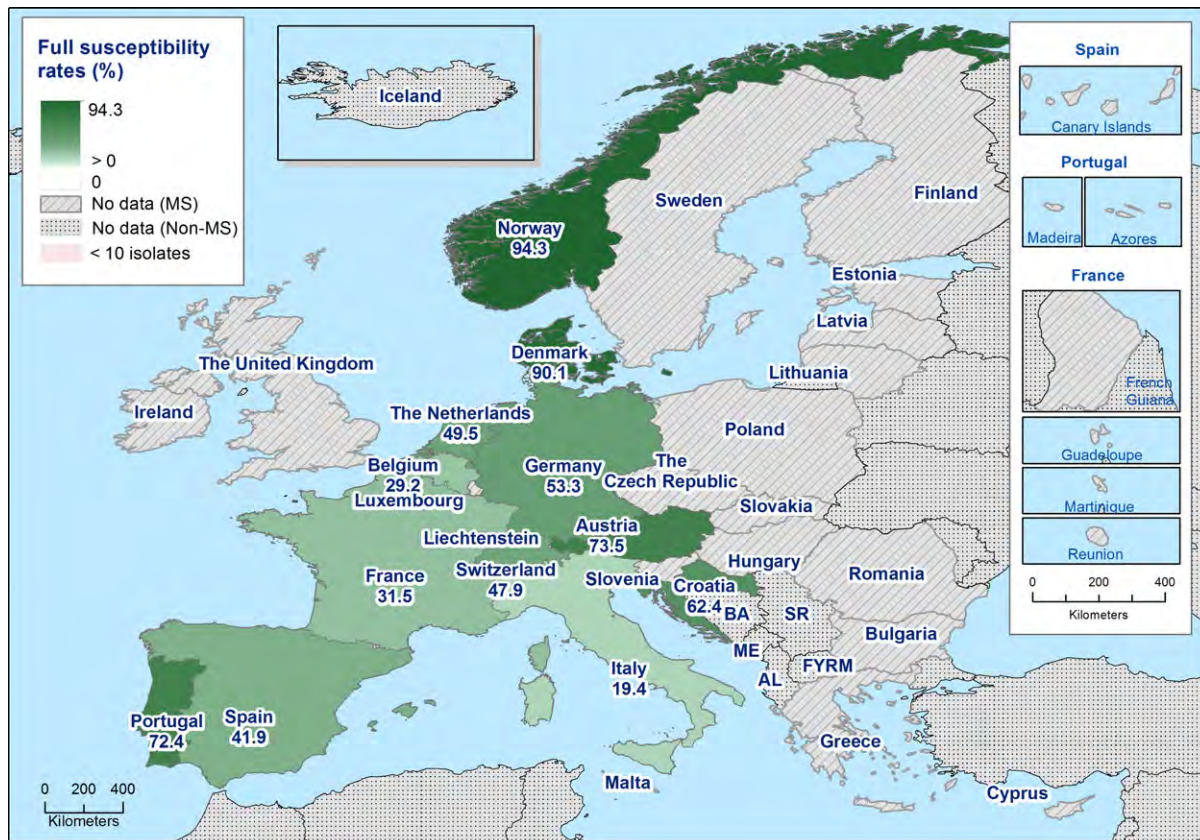 Full susceptibility
rates (%)
94.3
> 0
0
No data (MS)
No data (Non-MS)
< 10 isolates
Iceland
Norway
94.3
Sweden
Finland
Estonia
Latvia
Lithuania
Denmark
90.1
The United Kingdom
Ireland
The Netherlands
49.5
Belgium
29.2
Luxembourg
Germany
53.3
Poland
The
Czech Republic
Slovakia
Austria
73.5
Liechtenstein
Hungary
France
31.5
Switzerland
47.9
Slovenia
Croatia
62.4
Romania
BA
SR
Bulgaria
ME
FYRM
AL
Italy
19.4
Portugal
72.4
Spain
41.9
Greece
Malta
Cyprus
0 200 400
Kilometers
Spain
Canary Islands
Portugal
Madeira
Azores
France
French
Guiana
Guadeloupe
Martinique
Reunion
0 200 400
Kilometers